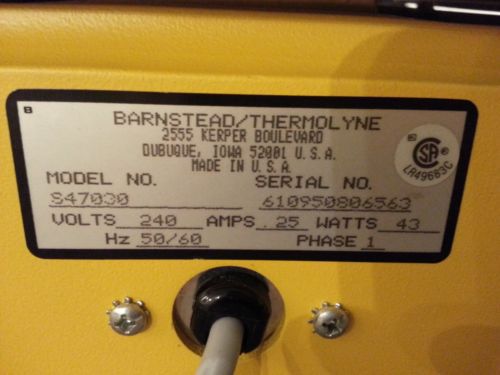 B
BARNSTEAD/THERMOLYNE
2555 KERPER BOULEVARD
DUBUQUE, IOWA 52001 U.S.A.
MADE IN U.S.A.
MODEL NO. SERIAL NO.
S47030 610950806563
VOLTS 240 AMPS .25 WATTS 43
Hz 50/60 PHASE 1
SA
LR49683C